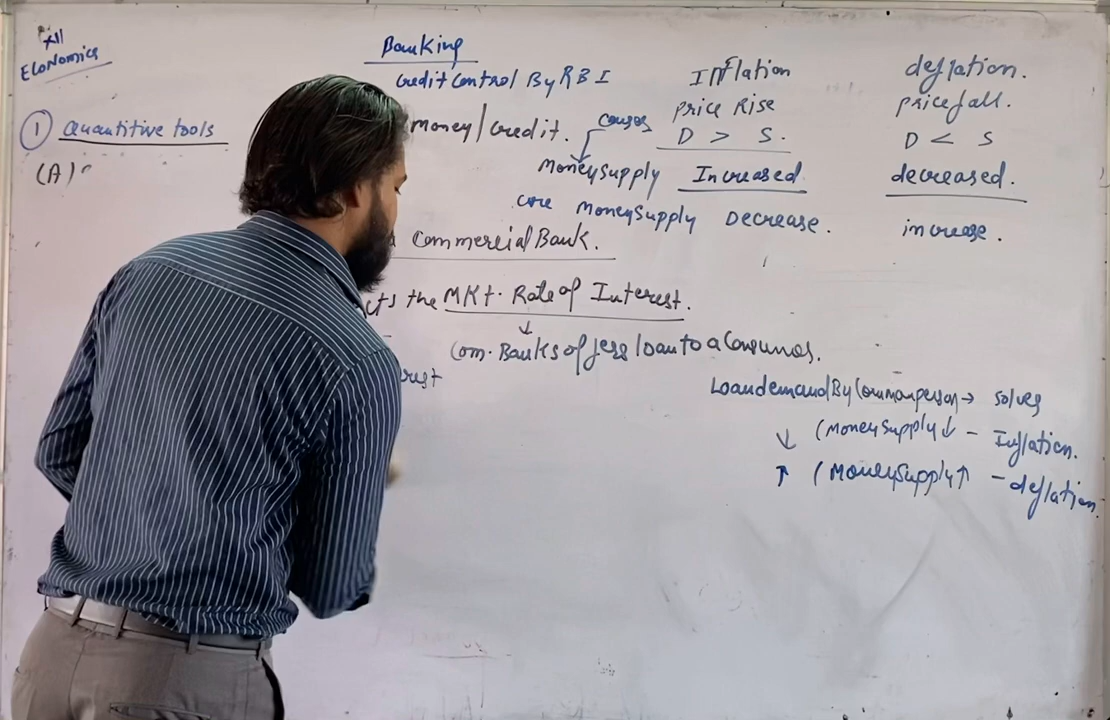 XII
Economics
Banking
Credit Control By RBI
Inflation
deflation.
① Quantitive tools
money/credit.
Price Rise
price fall.
causes
D > S.
D < S
(A)
Money supply
Increased
decreased.
core Money Supply Decrease.
increase.
a Commercial Bank.
cts the MKt. Rate of Interest.
↓
Com. Banks offers loan to a Consumer.
rest
Loan demand By Common person → solves
↓ (Money Supply ↓ - Inflation.
↑ (Money Supply ↑ - deflation.